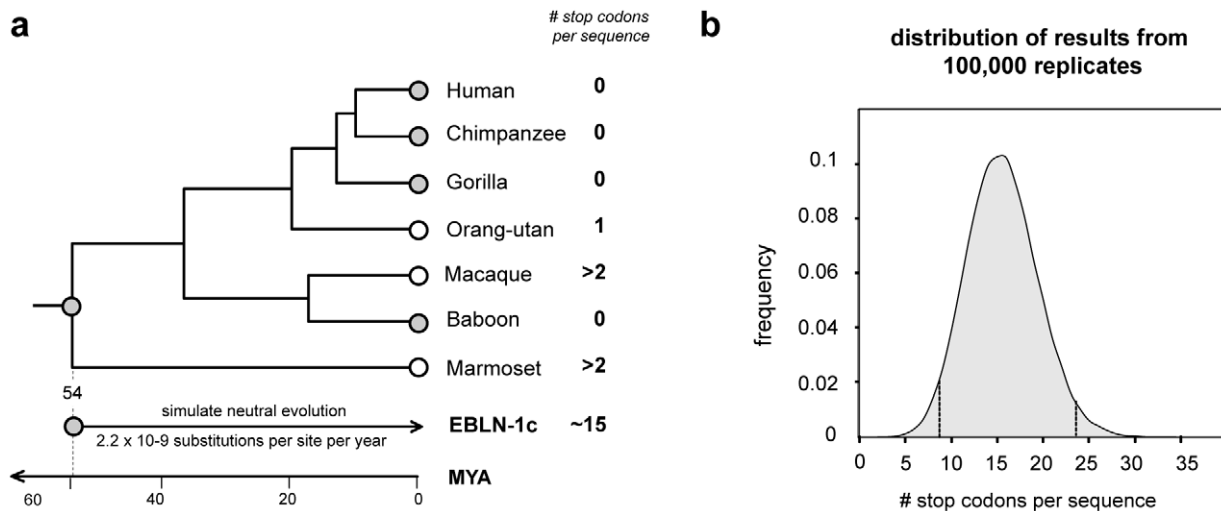 a
# stop codons
per sequence
Human 0
Chimpanzee 0
Gorilla 0
Orang-utan 1
Macaque >2
Baboon 0
Marmoset >2
54
simulate neutral evolution
2.2 x 10-9 substitutions per site per year
EBLN-1c ~15
MYA
60 40 20 0
b
distribution of results from
100,000 replicates
frequency
0.1
0.08
0.06
0.04
0.02
0
0 5 10 15 20 25 30 35
# stop codons per sequence